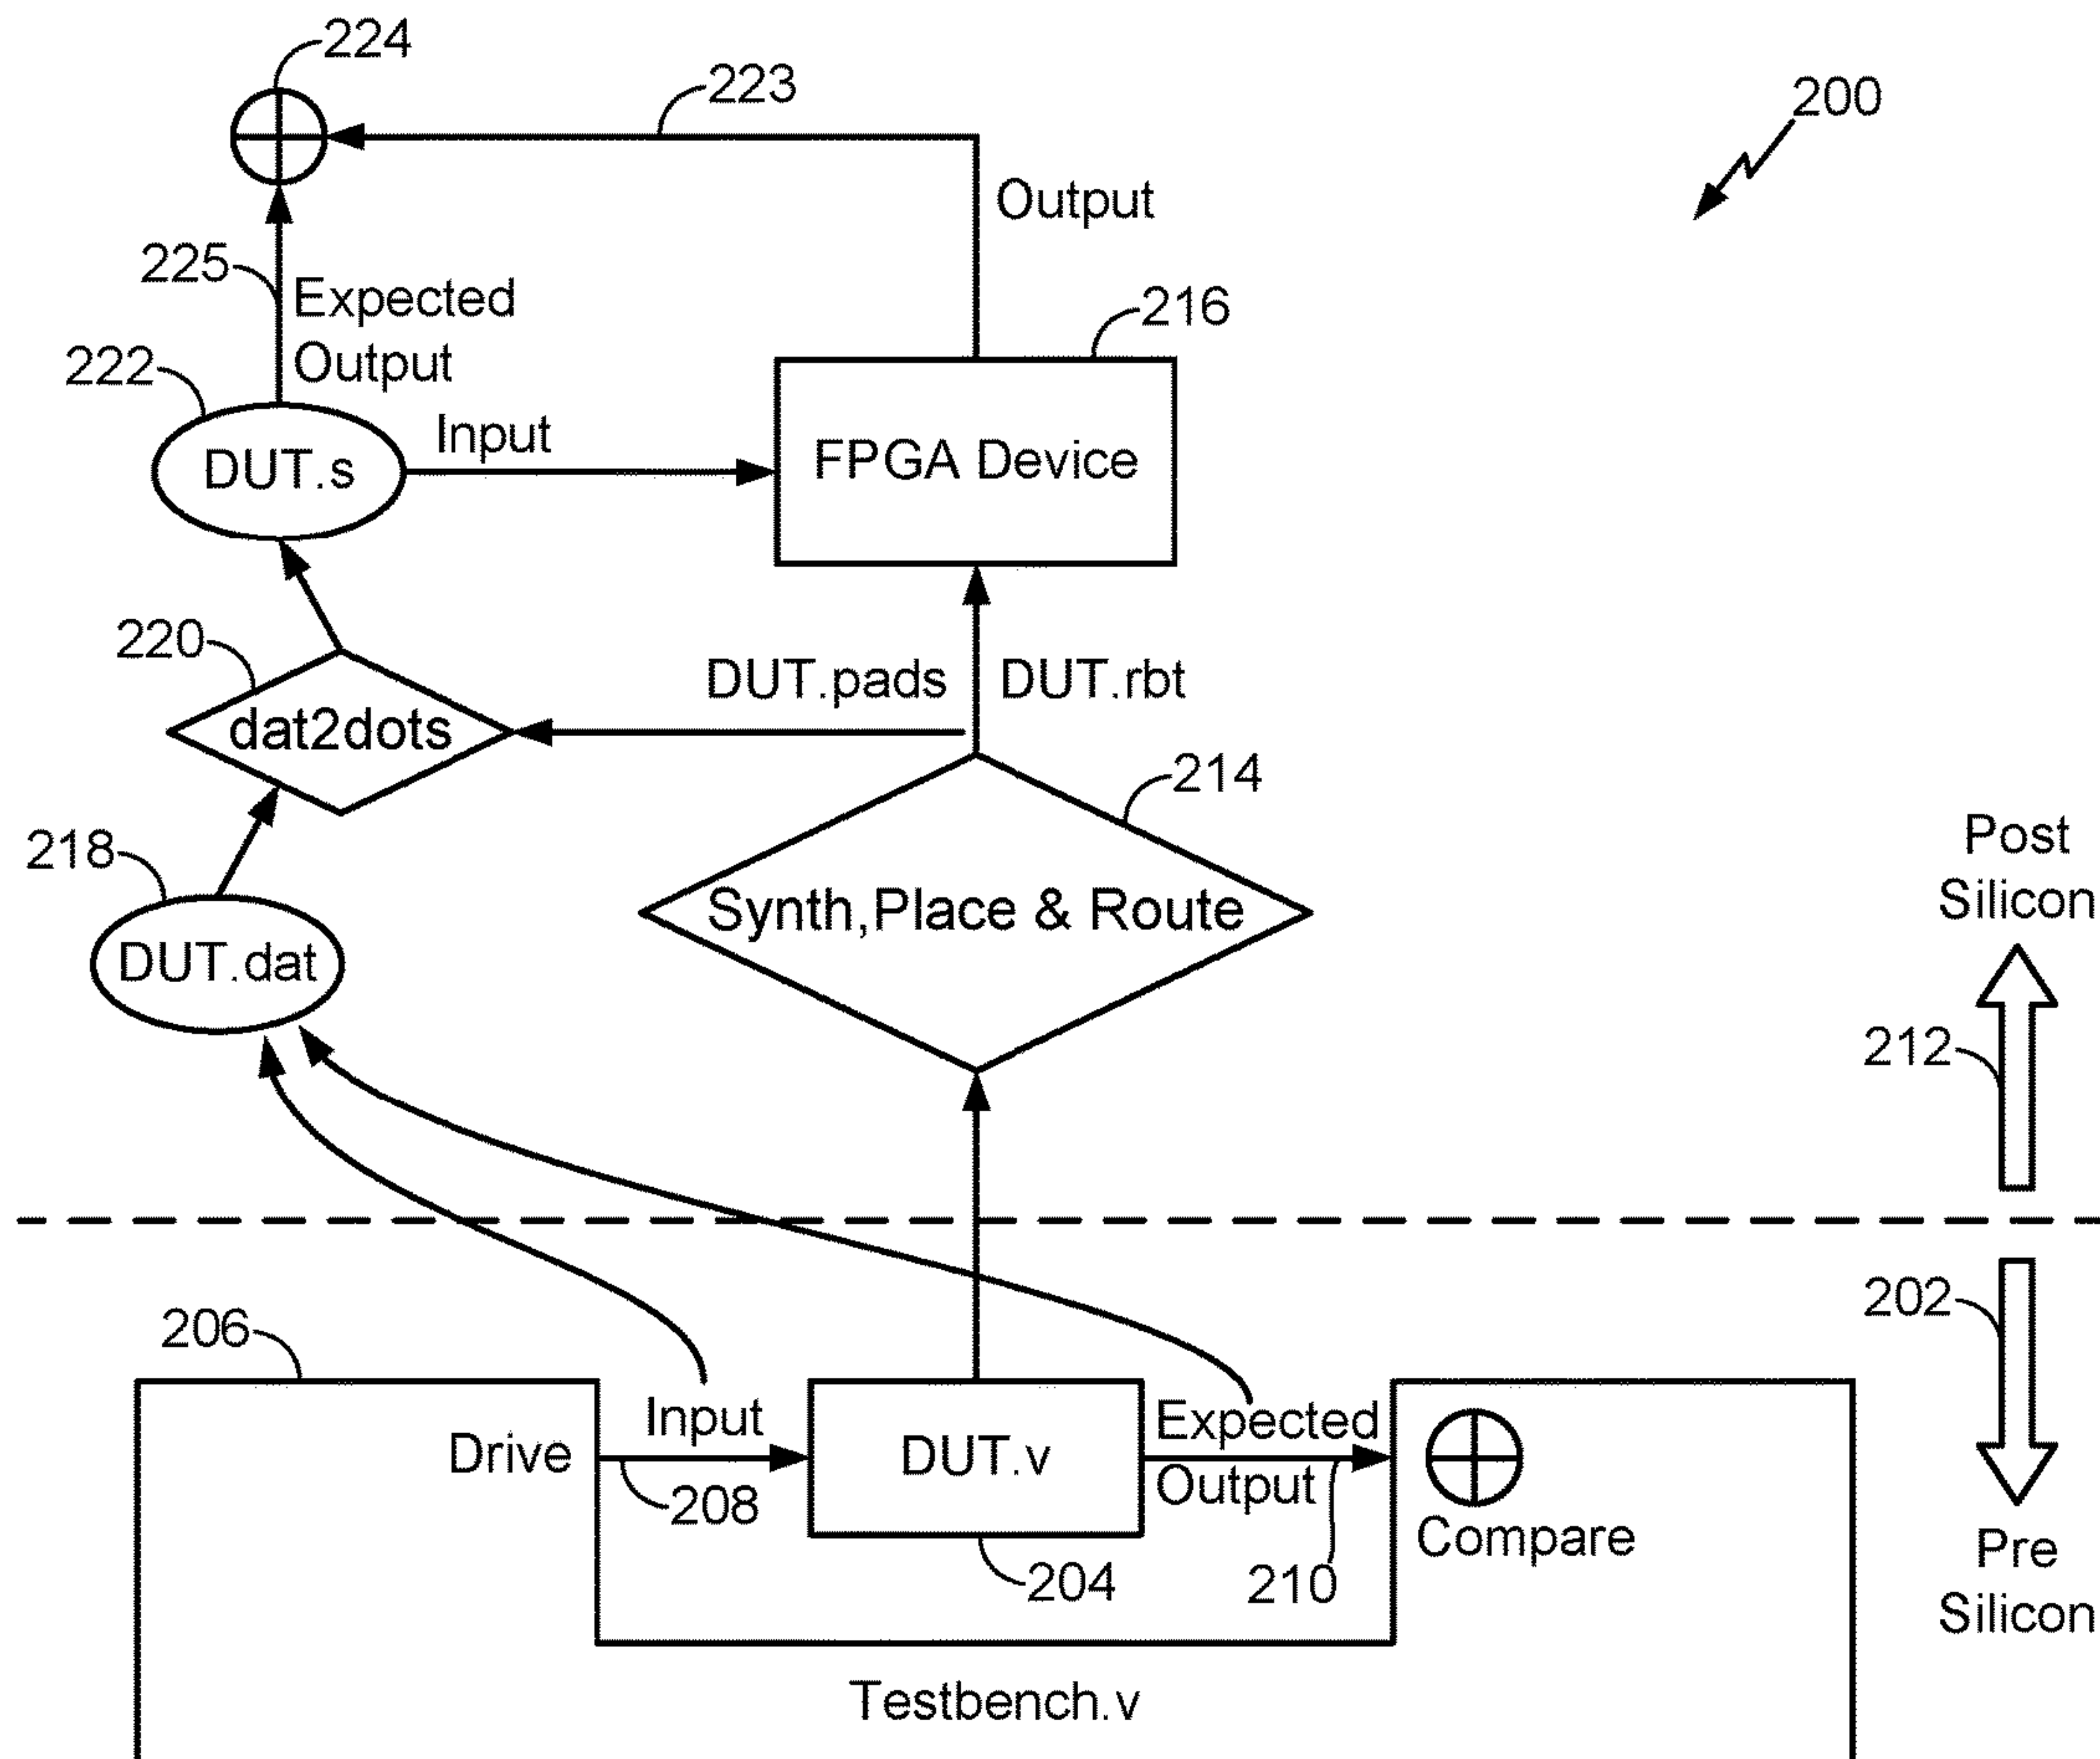 224
223
200
Output
225
Expected
Output
216
222
Input
DUT.s
FPGA Device
220
DUT.pads
DUT.rbt
dat2dots
214
218
Post
Silicon
Synth,Place & Route
DUT.dat
212
202
206
Input
Expected
Drive
DUT.v
Output
208
Compare
204
210
Pre
Silicon
Testbench.v